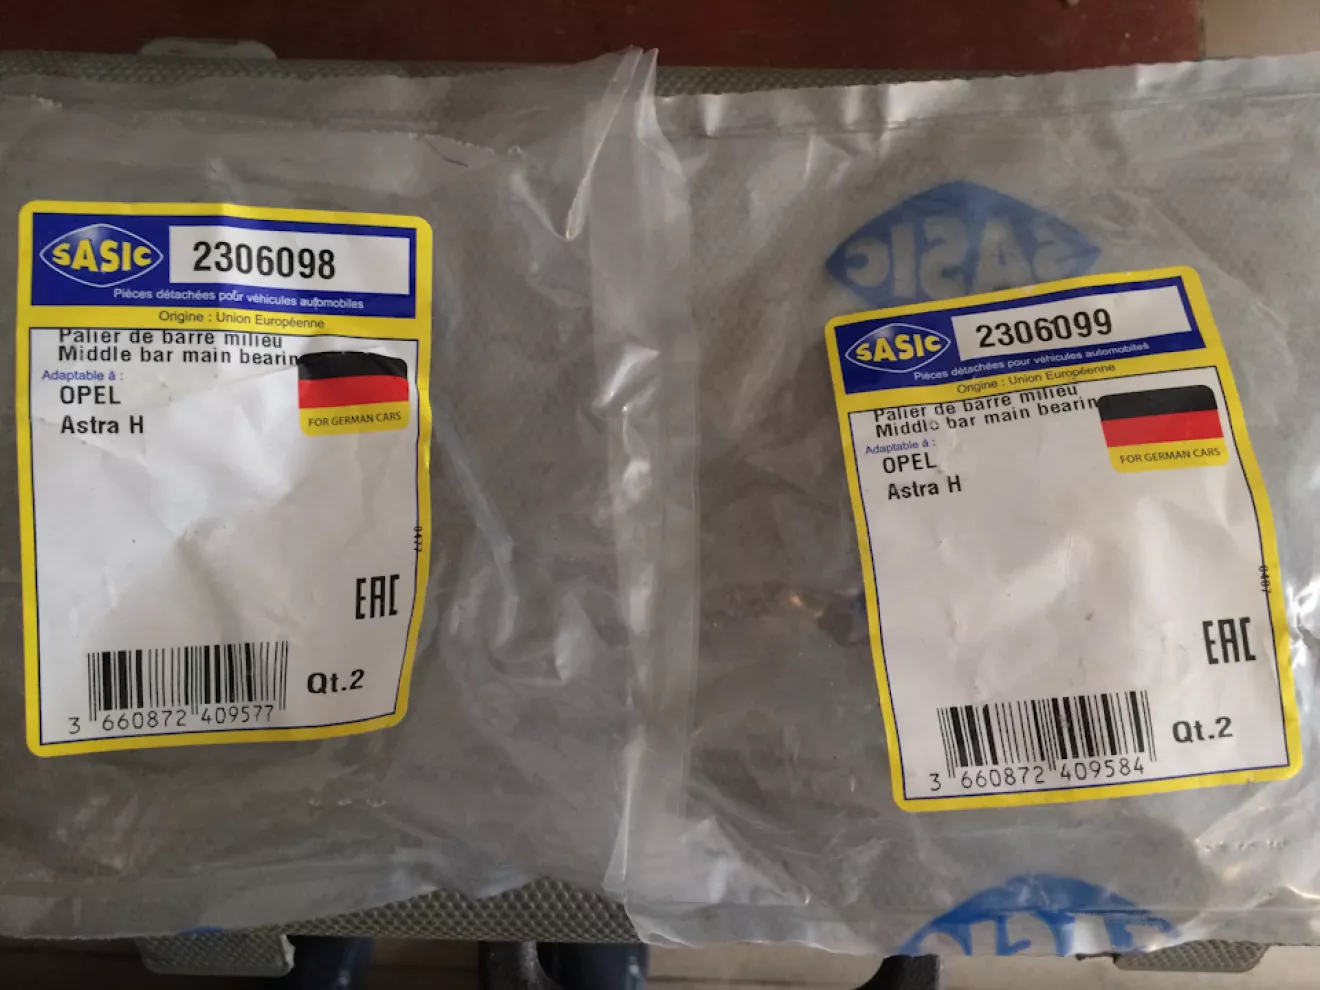 SASIC
2306098
Pièces détachées pour véhicules automobiles
Origine : Union Européenne
Palier de barre milieu
Middle bar main bearin
Adaptable à :
OPEL
Astra H
FOR GERMAN CARS
0477
EAC
Qt.2
3 660872 409577
SASIC
SASIC
2306099
Pièces détachées pour véhicules automobiles
Origine : Union Européenne
Palier de barre milieu
Middle bar main bearin
Adaptable à :
OPEL
Astra H
FOR GERMAN CARS
0487
EAC
Qt.2
3 660872 409584